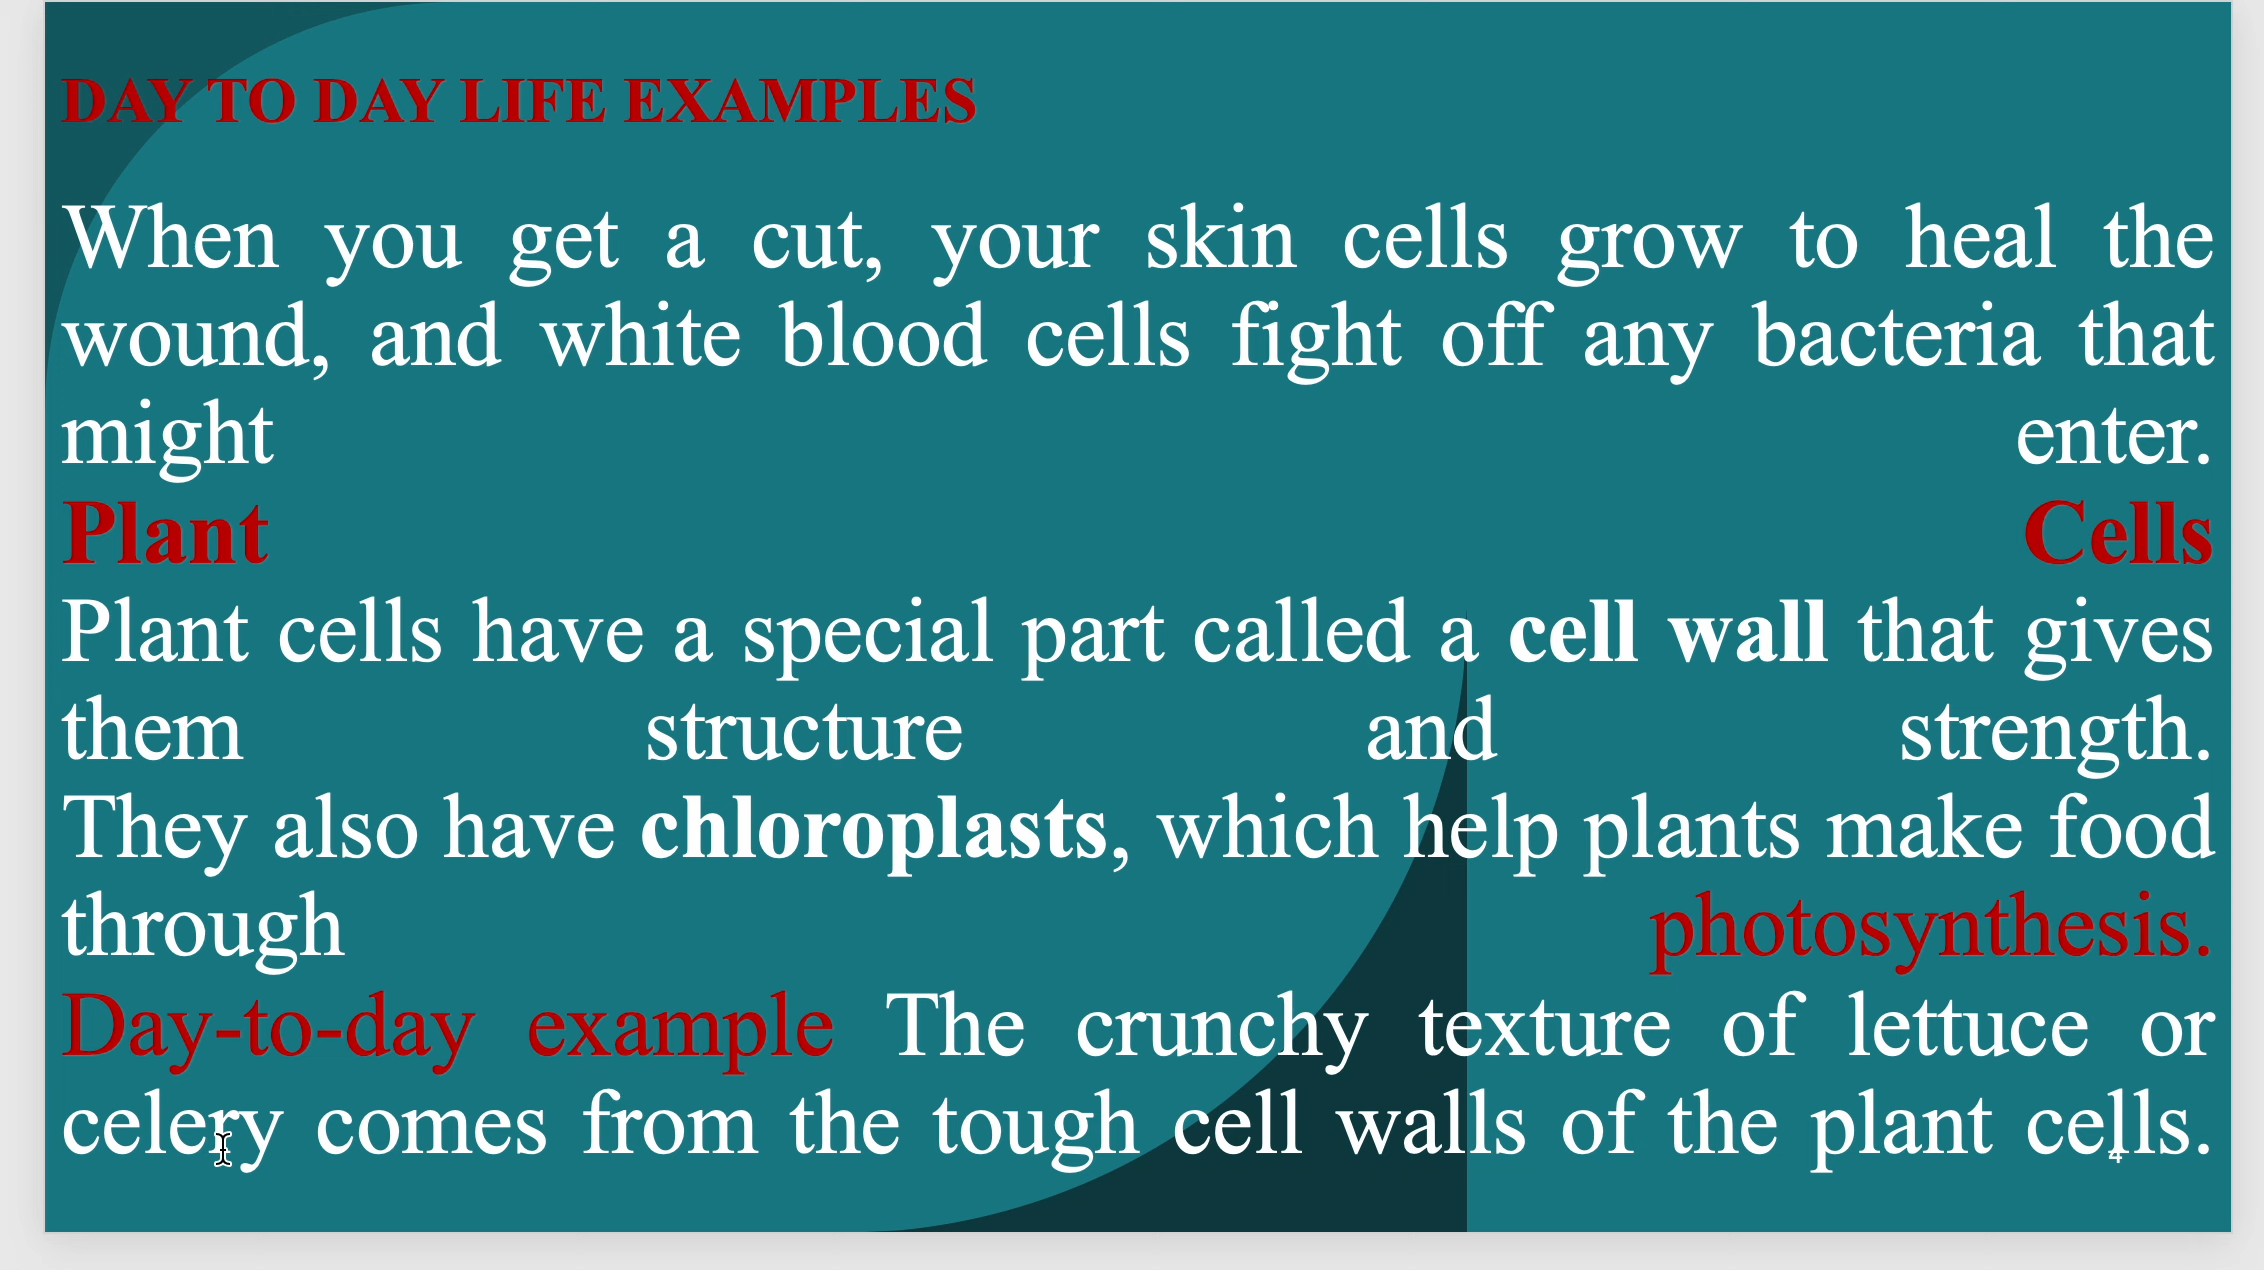 DAY TO DAY LIFE EXAMPLES
When you get a cut, your skin cells grow to heal the
wound, and white blood cells fight off any bacteria that
might enter.
Plant Cells
Plant cells have a special part called a cell wall that gives
them structure and strength.
They also have chloroplasts, which help plants make food
through photosynthesis.
Day-to-day example The crunchy texture of lettuce or
celery comes from the tough cell walls of the plant cells.
4